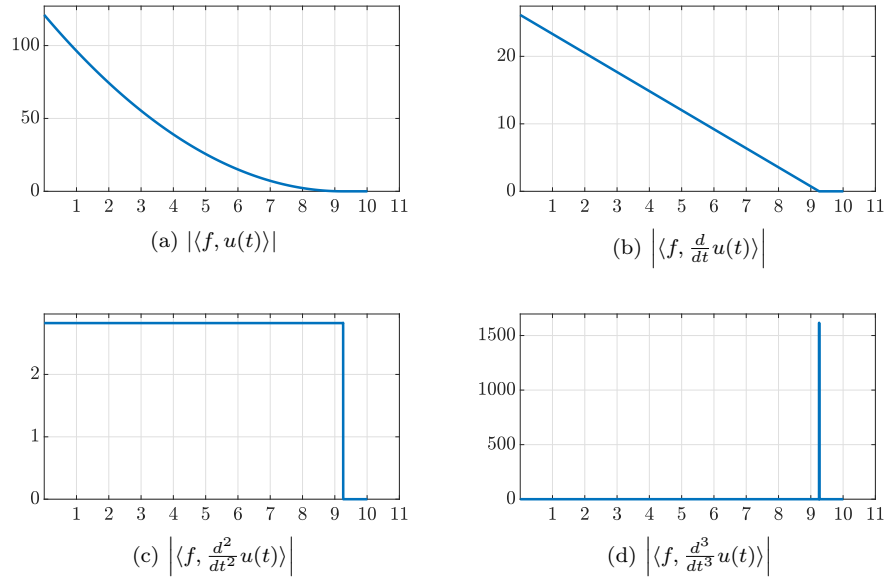 100
50
0
1 2 3 4 5 6 7 8 9 10 11
(a) |⟨f, u(t)⟩|
20
10
0
1 2 3 4 5 6 7 8 9 10 11
(b) |⟨f, d/dt u(t)⟩|
2
1
0
1 2 3 4 5 6 7 8 9 10 11
(c) |⟨f, d²/dt² u(t)⟩|
1500
1000
500
0
1 2 3 4 5 6 7 8 9 10 11
(d) |⟨f, d³/dt³ u(t)⟩|